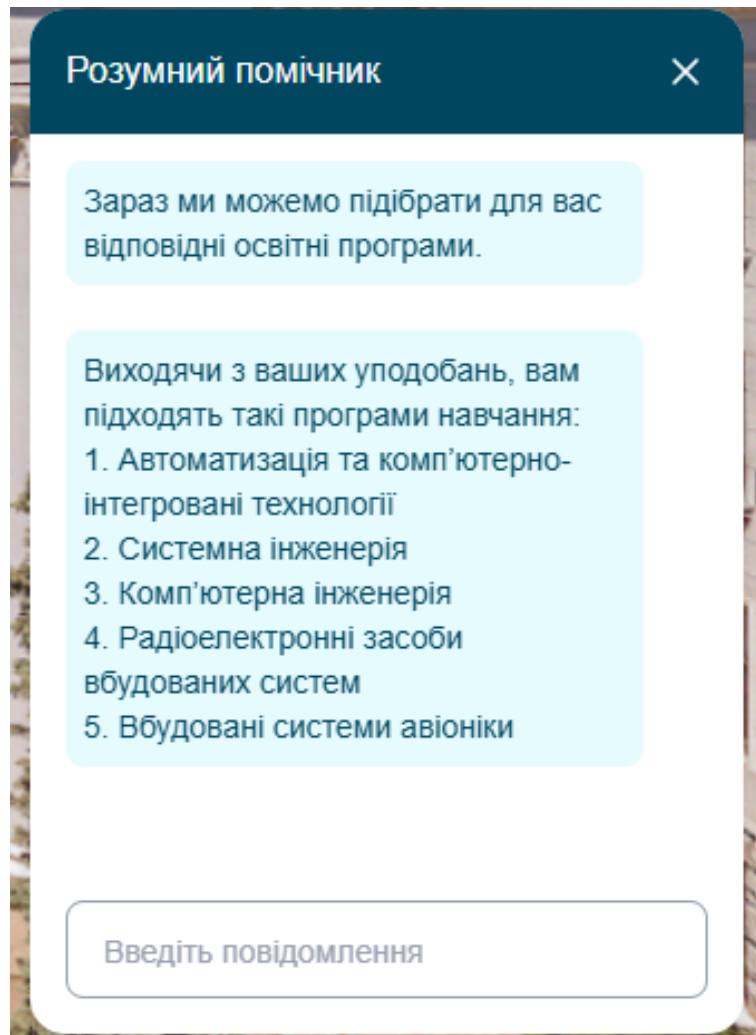 Розумний помічник
Зараз ми можемо підібрати для вас
відповідні освітні програми.
Виходячи з ваших уподобань, вам
підходять такі програми навчання:
1. Автоматизація та комп’ютерно-
інтегровані технології
2. Системна інженерія
3. Комп’ютерна інженерія
4. Радіоелектронні засоби
вбудованих систем
5. Вбудовані системи авіоніки
Введіть повідомлення